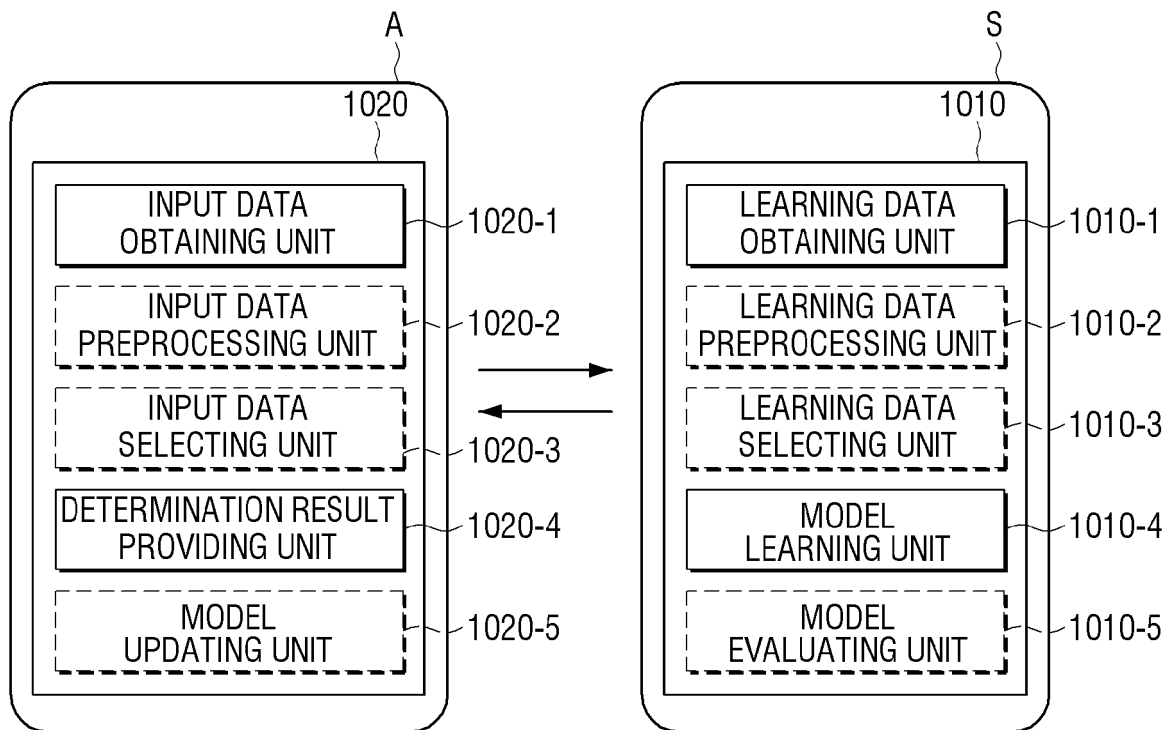 A
1020
INPUT DATA
OBTAINING UNIT
1020-1
INPUT DATA
PREPROCESSING UNIT
1020-2
INPUT DATA
SELECTING UNIT
1020-3
DETERMINATION RESULT
PROVIDING UNIT
1020-4
MODEL
UPDATING UNIT
1020-5
S
1010
LEARNING DATA
OBTAINING UNIT
1010-1
LEARNING DATA
PREPROCESSING UNIT
1010-2
LEARNING DATA
SELECTING UNIT
1010-3
MODEL
LEARNING UNIT
1010-4
MODEL
EVALUATING UNIT
1010-5